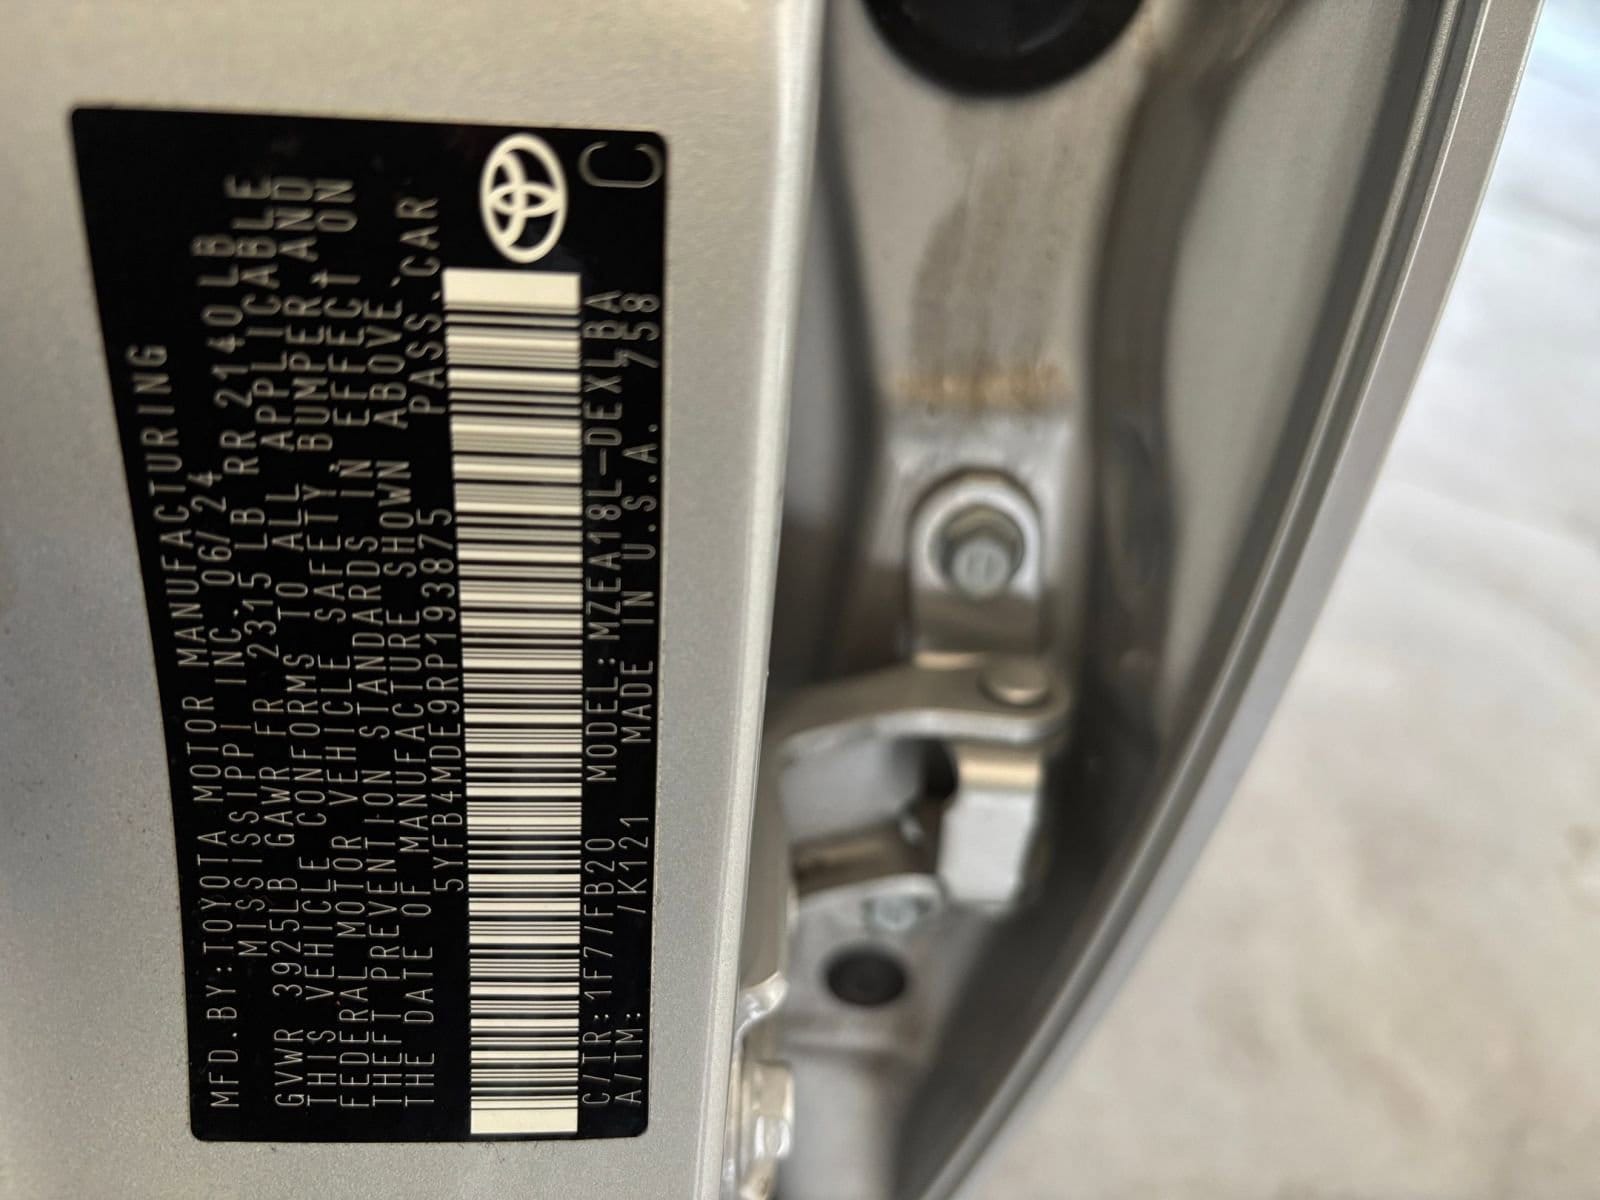 MFD.BY:TOYOTA MOTOR MANUFACTURING
MISSISSIPPI INC. 06/24
GVWR 3925LB GAWR FR 2315 LB RR 2140LB
THIS VEHICLE CONFORMS TO ALL APPLICABLE
FEDERAL MOTOR VEHICLE SAFETY BUMPER, AND
THEFT PREVENTION STANDARDS IN EFFECT ON
THE DATE OF MANUFACTURE SHOWN ABOVE.
5YFB4MDE9RP193875 PASS.CAR
C/TR:1F7/FB20 MODEL:MZEA18L-DEXLBA
A/TM: /K121 MADE IN U.S.A. 758
C